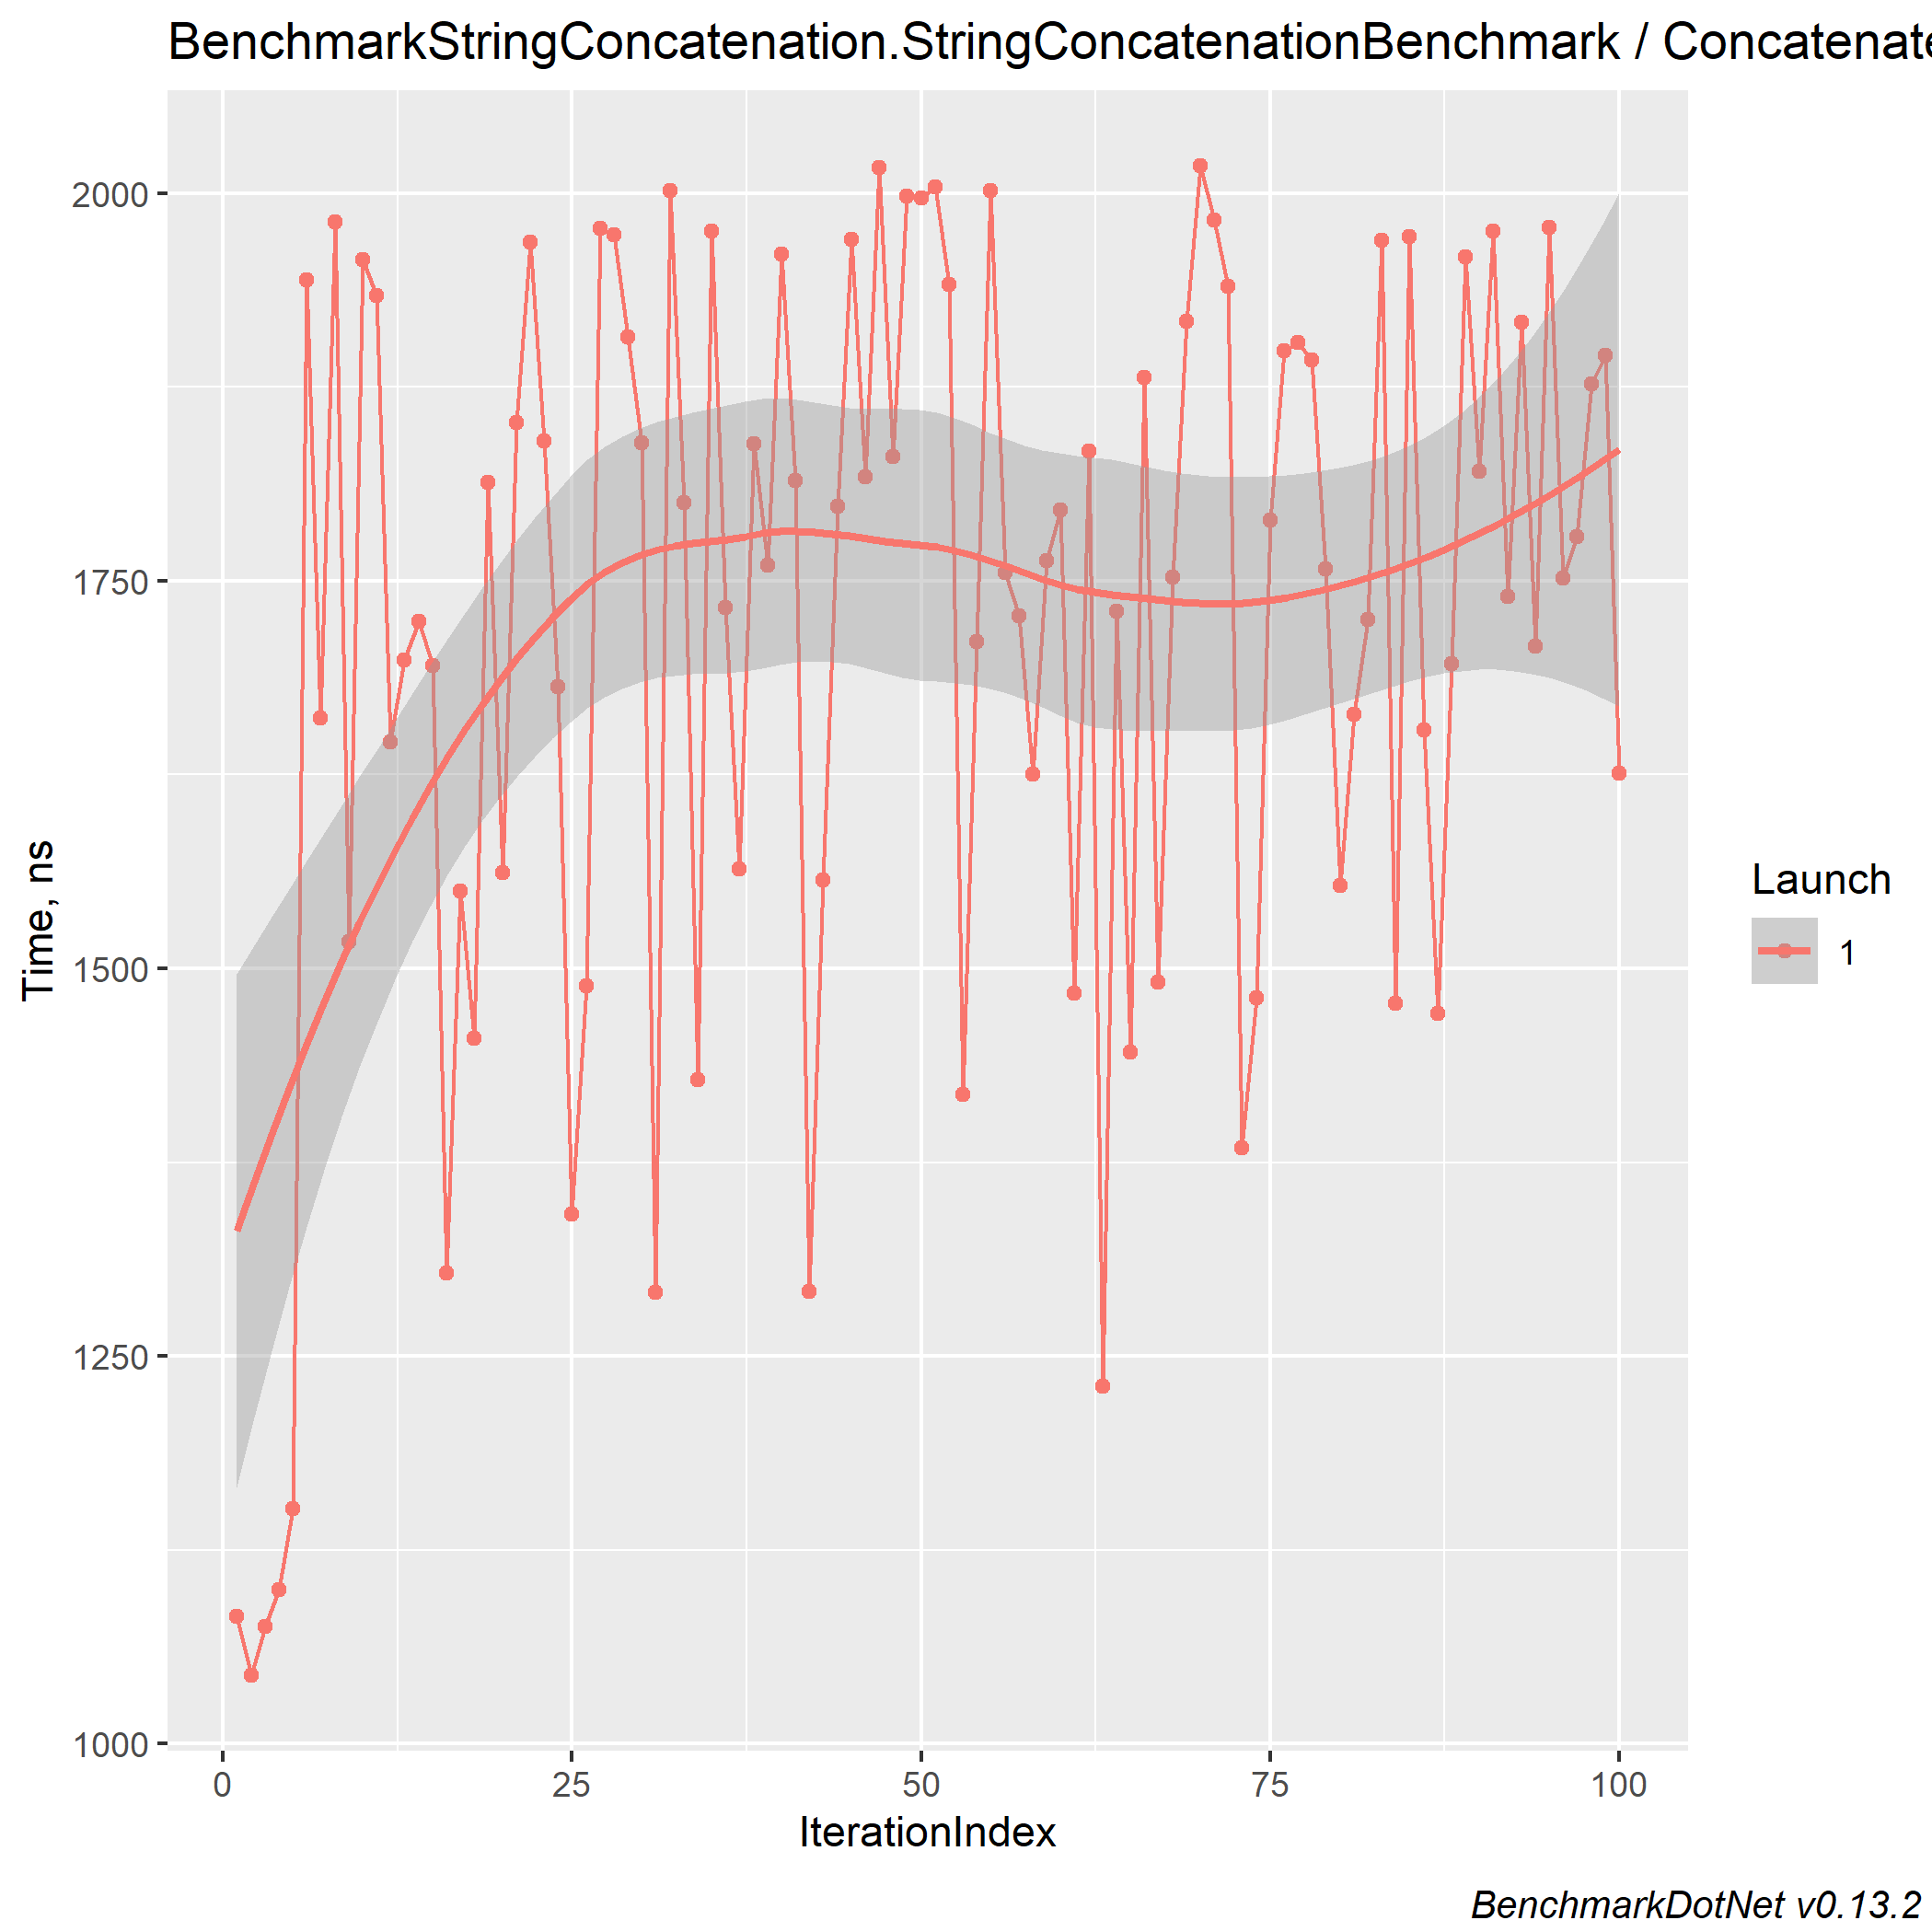 BenchmarkStringConcatenation.StringConcatenationBenchmark / Concatenate
Time, ns
2000
1750
1500
1250
1000
0 25 50 75 100
IterationIndex
Launch
1
BenchmarkDotNet v0.13.2